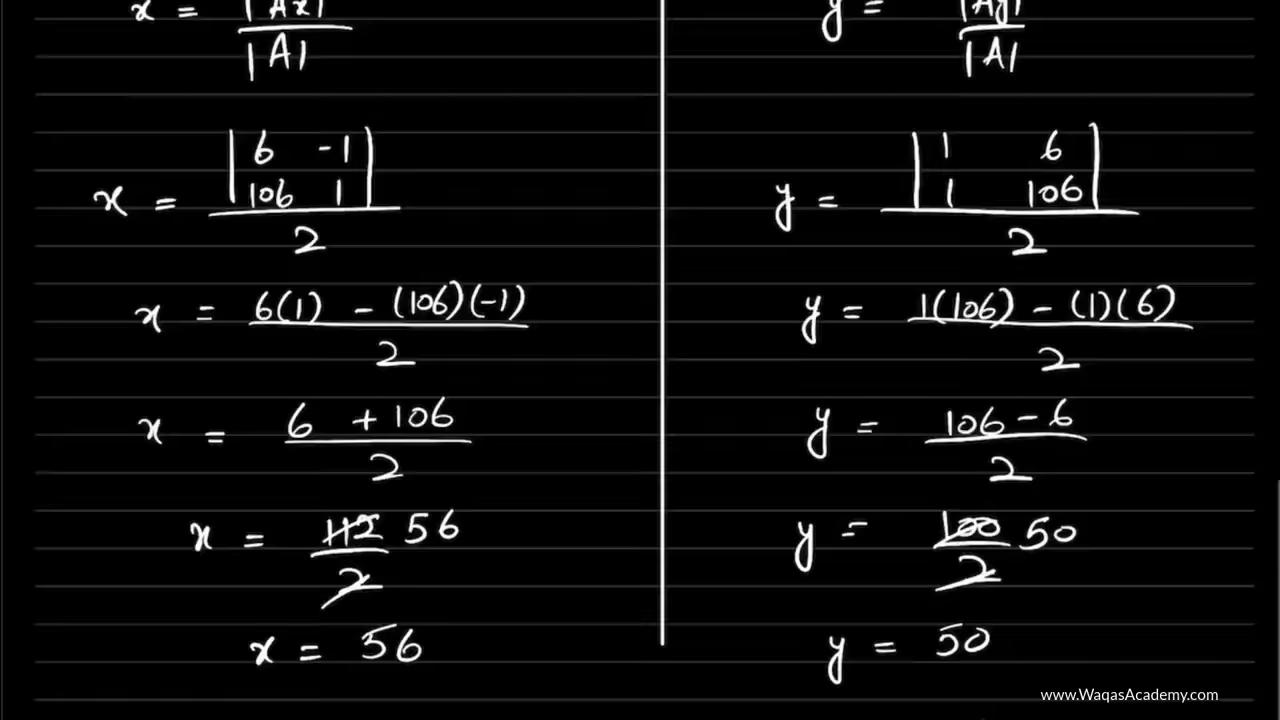 x = |Ax|
|A|
x = |6 -1|
|106 1|
2
x = 6(1) - (106)(-1)
2
x = 6 + 106
2
x = 112 56
2
x = 56
y = |Ay|
|A|
y = |1 6|
|1 106|
2
y = 1(106) - (1)(6)
2
y = 106 - 6
2
y = 100 50
2
y = 50
www.WaqasAcademy.com